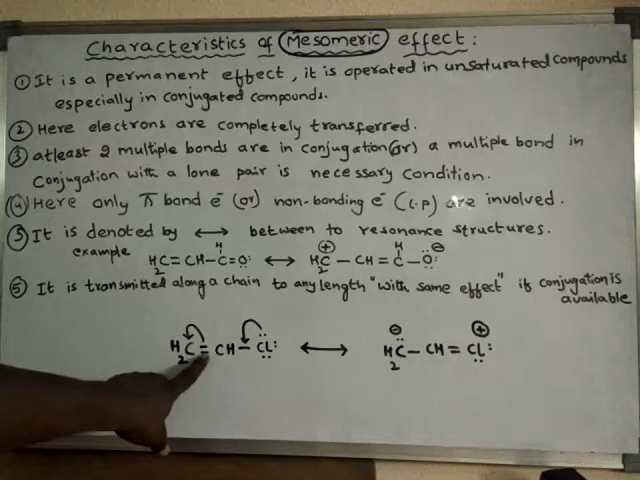 Characteristics of Mesomeric effect :
① It is a permanent effect, it is operated in unsaturated compounds
especially in conjugated compounds.
② Here electrons are completely transferred.
③ atleast 2 multiple bonds are in conjugation (or) a multiple bond in
conjugation with a lone pair is necessary condition.
④ Here only π bond e⁻ (or) non-bonding e⁻ (l.p) are involved.
⑤ It is denoted by ↔ between to resonance structures.
example H₂C=CH-C(H)=O: ↔ H₂C⊕-CH=C(H)-O:⊖
⑥ It is transmitted along a chain to any length "with same effect" if conjugation is
available
H₂C=CH-CL: ↔ H₂C⊖-CH=CL:⊕